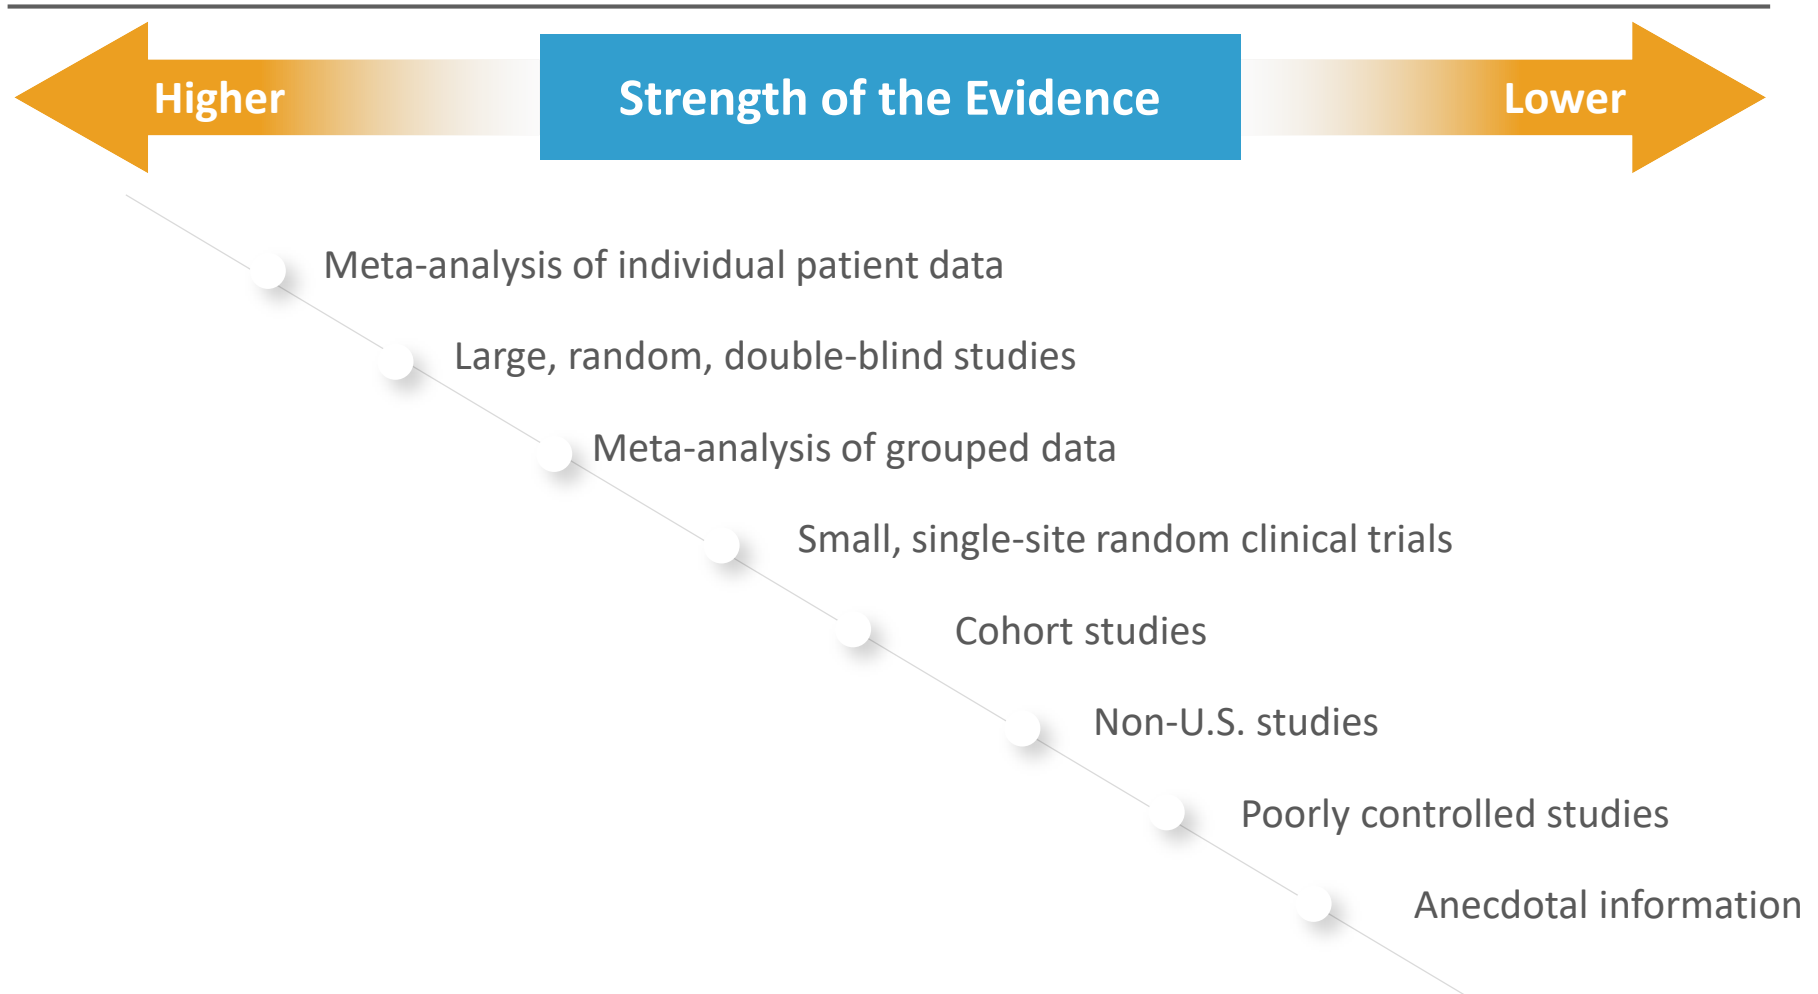 Higher
Strength of the Evidence
Lower
Meta-analysis of individual patient data
Large, random, double-blind studies
Meta-analysis of grouped data
Small, single-site random clinical trials
Cohort studies
Non-U.S. studies
Poorly controlled studies
Anecdotal information